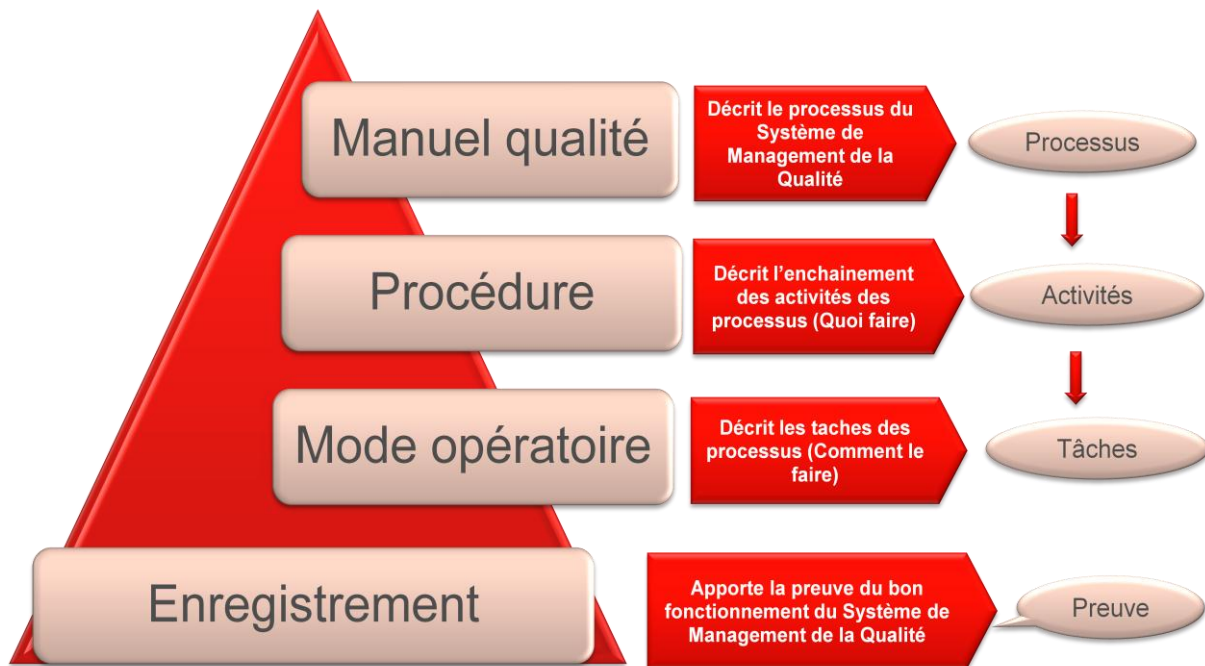 Manuel qualité
Décrit le processus du
Système de
Management de la
Qualité
Processus
Procédure
Décrit l'enchainement
des activités des
processus (Quoi faire)
Activités
Mode opératoire
Décrit les taches des
processus (Comment le
faire)
Tâches
Enregistrement
Apporte la preuve du bon
fonctionnement du Système de
Management de la Qualité
Preuve